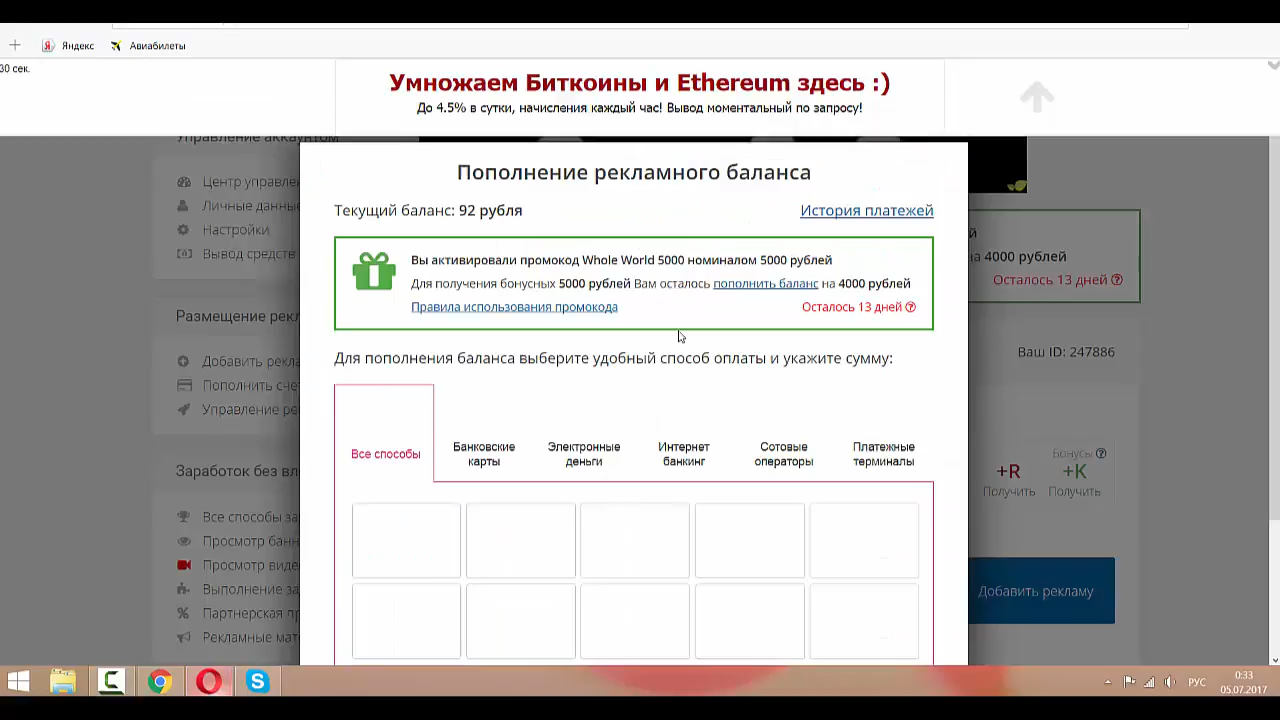 Яндекс
Авиабилеты
30 сек.
Умножаем Биткоины и Ethereum здесь :)
До 4.5% в сутки, начисления каждый час! Вывод моментальный по запросу!
Управление аккаунтом
Центр управле
Личные данны
Настройки
Вывод средств
Размещение рекл
Добавить рекла
Пополнить счет
Управление ре
Заработок без вл
Все способы за
Просмотр банн
Просмотр виде
Выполнение за
Партнерская пр
Рекламные мат
Пополнение рекламного баланса
Текущий баланс: 92 рубля
История платежей
Вы активировали промокод Whole World 5000 номиналом 5000 рублей
Для получения бонусных 5000 рублей Вам осталось пополнить баланс на 4000 рублей
Правила использования промокода
Осталось 13 дней
Для пополнения баланса выберите удобный способ оплаты и укажите сумму:
Все способы
Банковские карты
Электронные деньги
Интернет банкинг
Сотовые операторы
Платежные терминалы
й
на 4000 рублей
Осталось 13 дней
Ваш ID: 247886
Бонусы
+R
+K
Получить
Получить
Добавить рекламу
РУС
0:33
05.07.2017